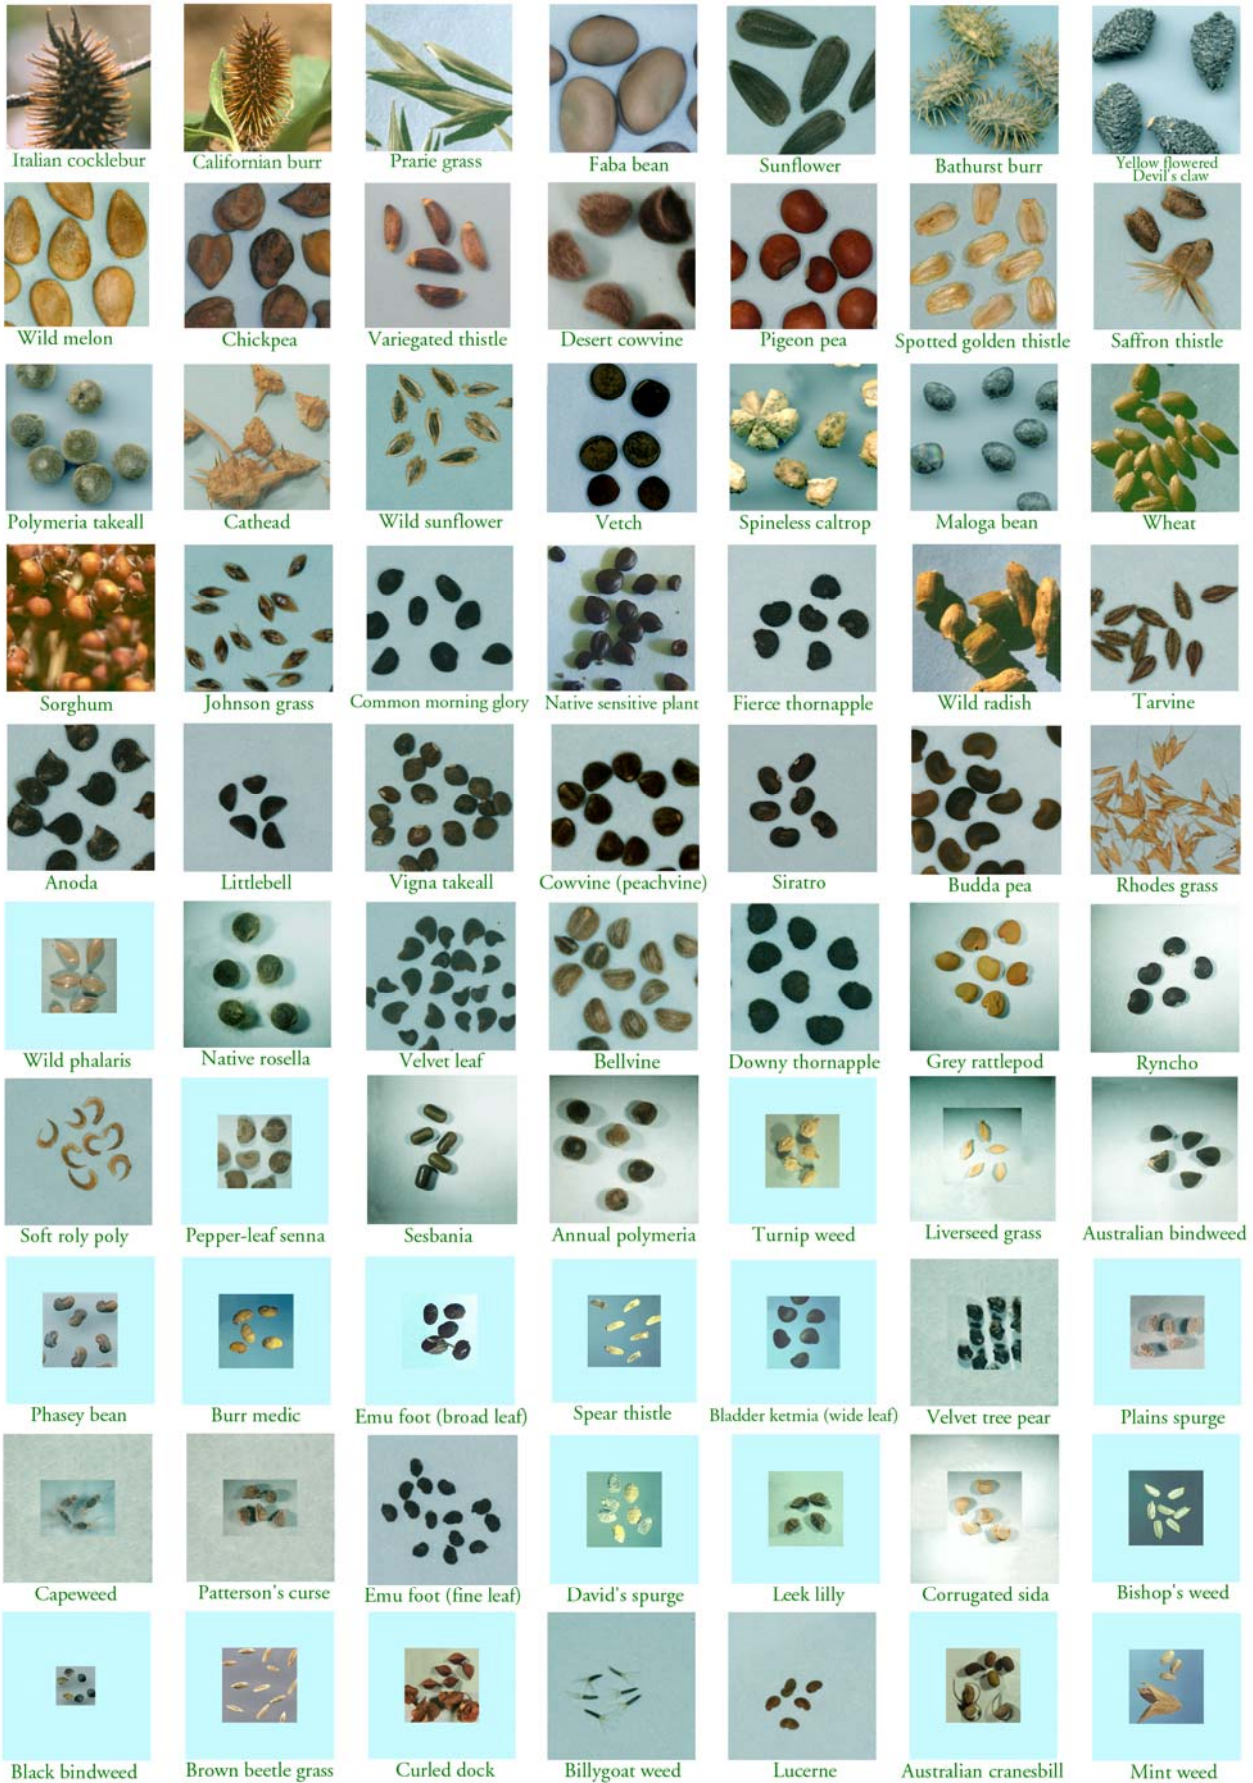 Italian cocklebur
Californian burr
Prarie grass
Faba bean
Sunflower
Bathurst burr
Yellow flowered
Devil's claw
Wild melon
Chickpea
Variegated thistle
Desert cowvine
Pigeon pea
Spotted golden thistle
Saffron thistle
Polymeria takeall
Cathead
Wild sunflower
Vetch
Spineless caltrop
Maloga bean
Wheat
Sorghum
Johnson grass
Common morning glory
Native sensitive plant
Fierce thornapple
Wild radish
Tarvine
Anoda
Littlebell
Vigna takeall
Cowvine (peachvine)
Siratro
Budda pea
Rhodes grass
Wild phalaris
Native rosella
Velvet leaf
Bellvine
Downy thornapple
Grey rattlepod
Ryncho
Soft roly poly
Pepper-leaf senna
Sesbania
Annual polymeria
Turnip weed
Liverseed grass
Australian bindweed
Phasey bean
Burr medic
Emu foot (broad leaf)
Spear thistle
Bladder ketmia (wide leaf)
Velvet tree pear
Plains spurge
Capeweed
Patterson's curse
Emu foot (fine leaf)
David's spurge
Leek lilly
Corrugated sida
Bishop's weed
Black bindweed
Brown beetle grass
Curled dock
Billygoat weed
Lucerne
Australian cranesbill
Mint weed